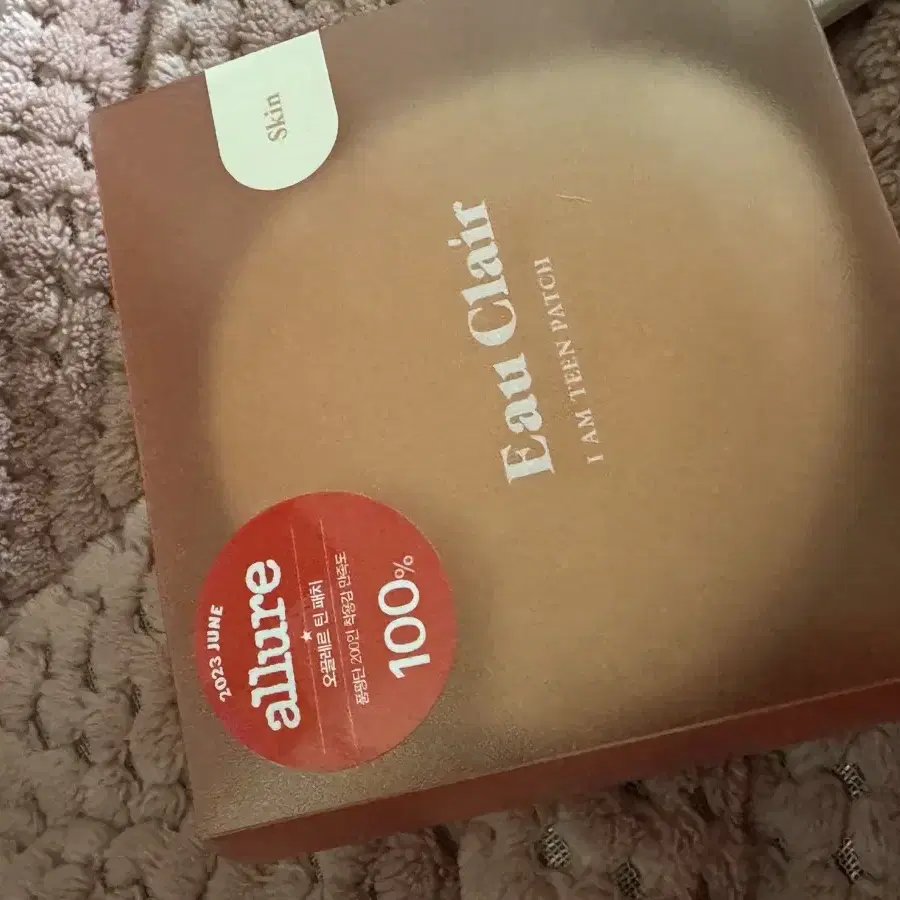 Skin
Eau Clair
I AM TEEN PATCH
2023 JUNE
allure
오끌레르 틴 패치
품평단 200인 착용감 만족도
100%